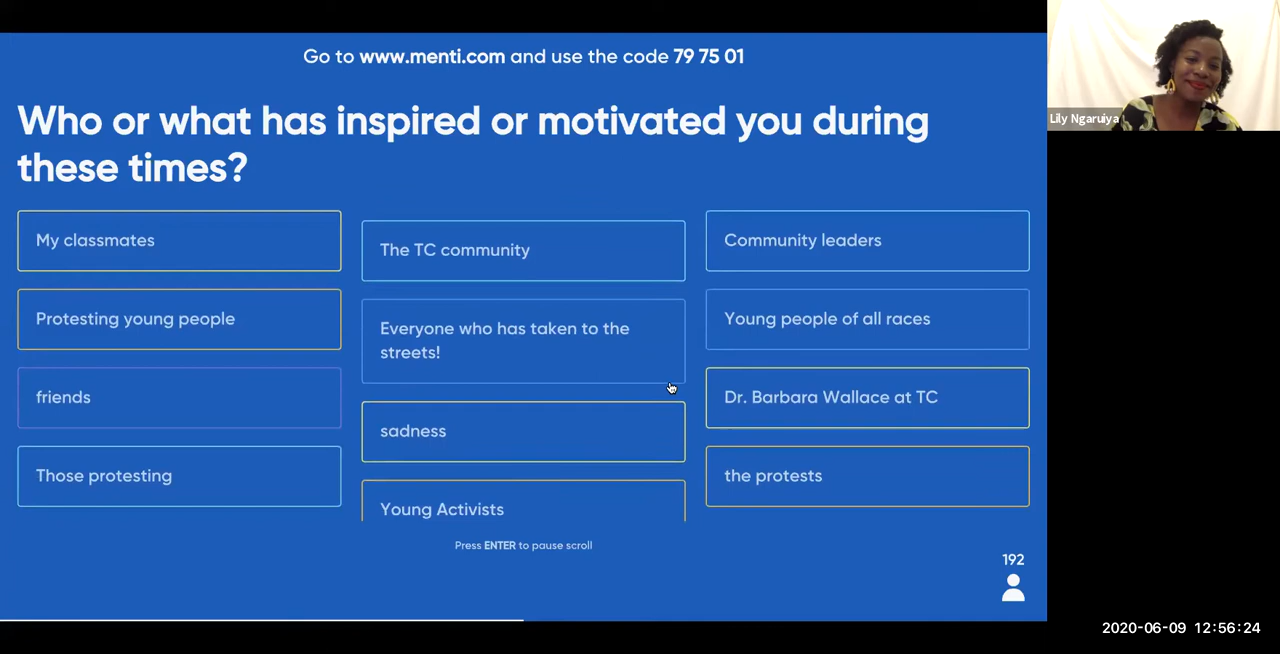 Go to www.menti.com and use the code 79 75 01
Who or what has inspired or motivated you during
these times?
My classmates
Protesting young people
friends
Those protesting
The TC community
Everyone who has taken to the
streets!
sadness
Young Activists
Community leaders
Young people of all races
Dr. Barbara Wallace at TC
the protests
Press ENTER to pause scroll
192
Lily Ngaruiya
2020-06-09 12:56:24